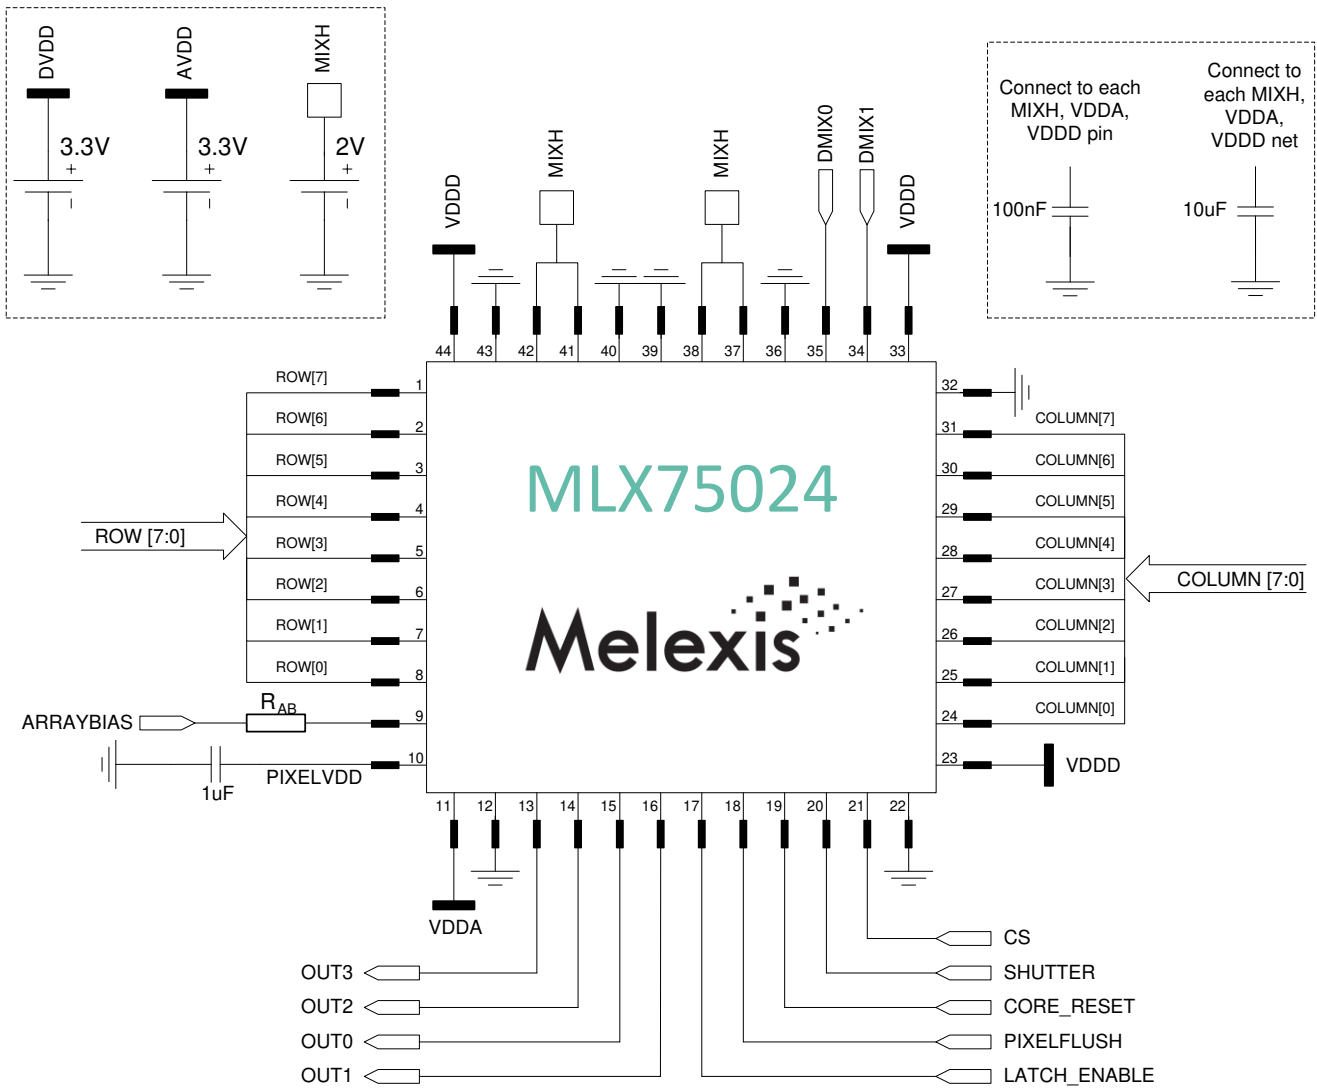 DVDD
AVDD
MIXH
3.3V
3.3V
2V
+
+
+
Connect to each
MIXH, VDDA,
VDDD pin
Connect to
each MIXH,
VDDA,
VDDD net
100nF
10uF
VDDD
MIXH
MIXH
DMIX0
DMIX1
VDDD
44
43
42
41
40
39
38
37
36
35
34
33
ROW[7]
1
ROW[6]
2
ROW[5]
3
ROW[4]
4
ROW[3]
5
ROW[2]
6
ROW[1]
7
ROW[0]
8
ROW [7:0]
ARRAYBIAS
RAB
9
1uF
PIXELVDD
10
MLX75024
Melexis
32
31
COLUMN[7]
30
COLUMN[6]
29
COLUMN[5]
28
COLUMN[4]
27
COLUMN[3]
26
COLUMN[2]
25
COLUMN[1]
24
COLUMN[0]
COLUMN [7:0]
23
VDDD
11
12
13
14
15
16
17
18
19
20
21
22
VDDA
OUT3
OUT2
OUT0
OUT1
CS
SHUTTER
CORE_RESET
PIXELFLUSH
LATCH_ENABLE